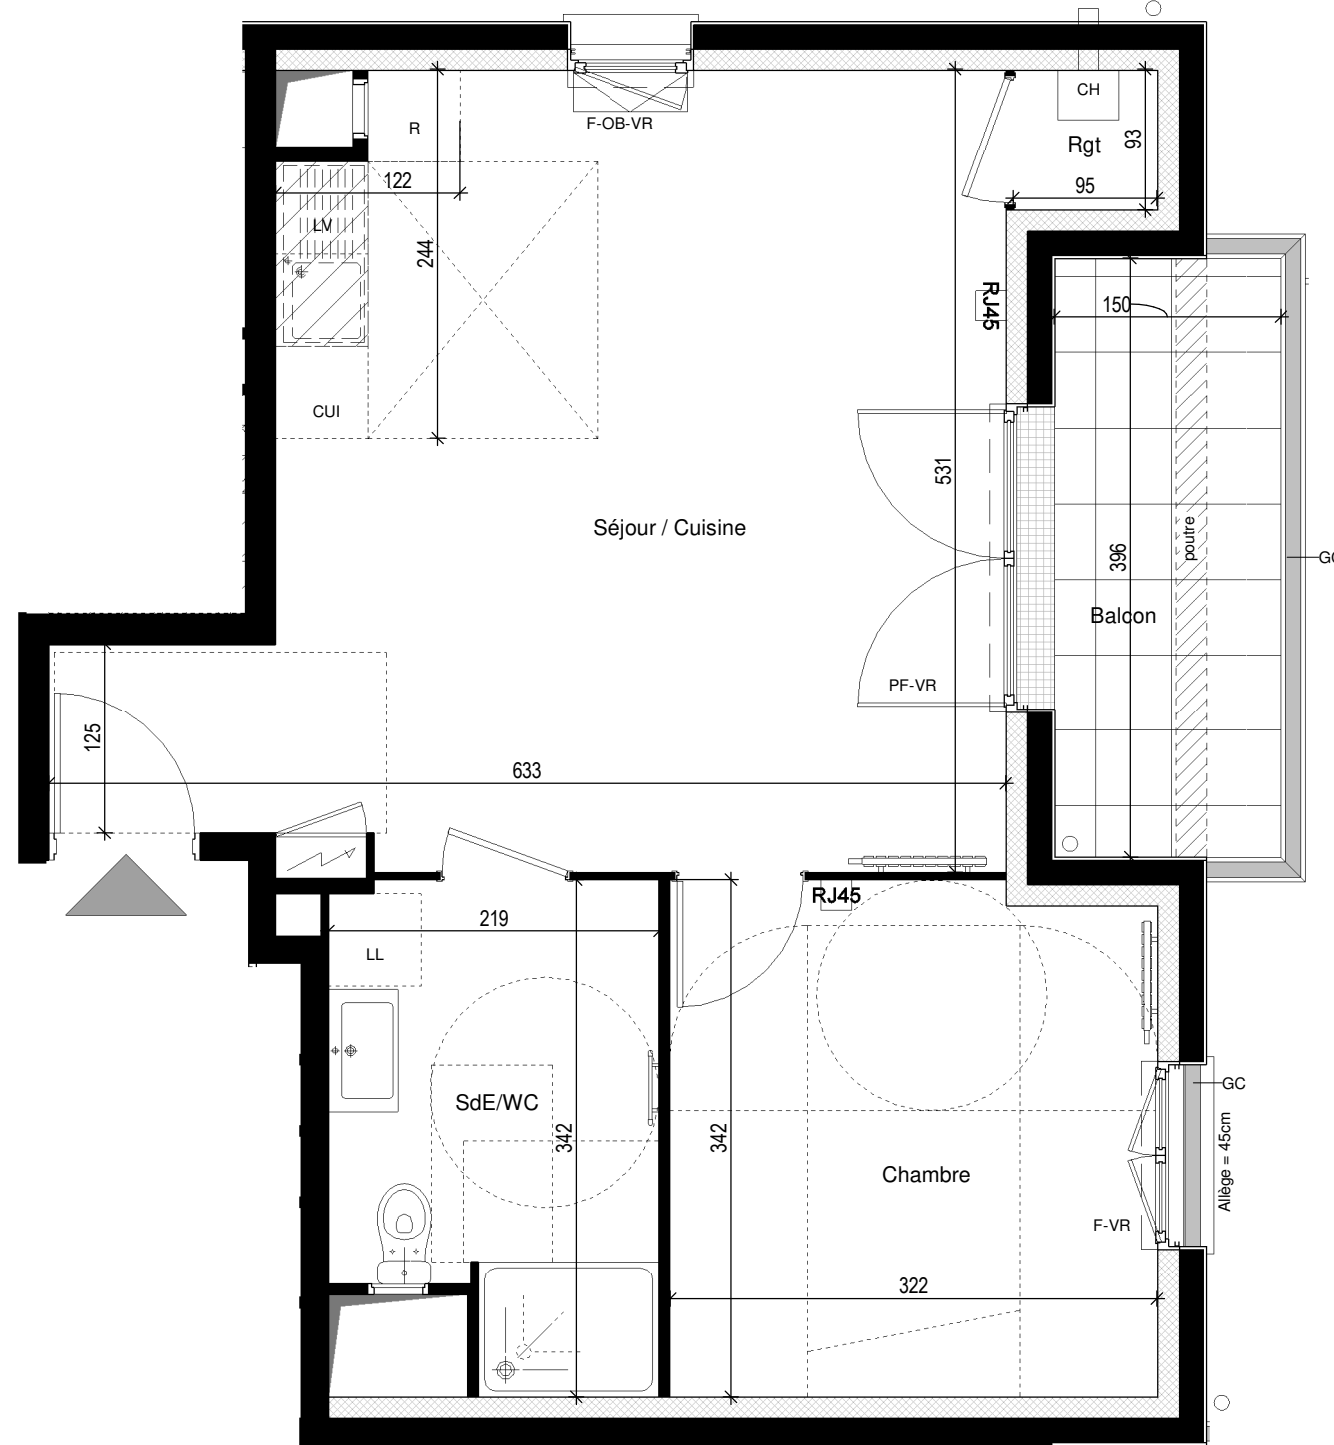 CH
R
F-OB-VR
Rgt
93
122
95
LV
244
RJ45
150
CUI
531
Séjour / Cuisine
poutre
396
GC
Balcon
PF-VR
125
633
RJ45
219
LL
GC
SdE/WC
342
342
Allège = 45cm
Chambre
F-VR
322